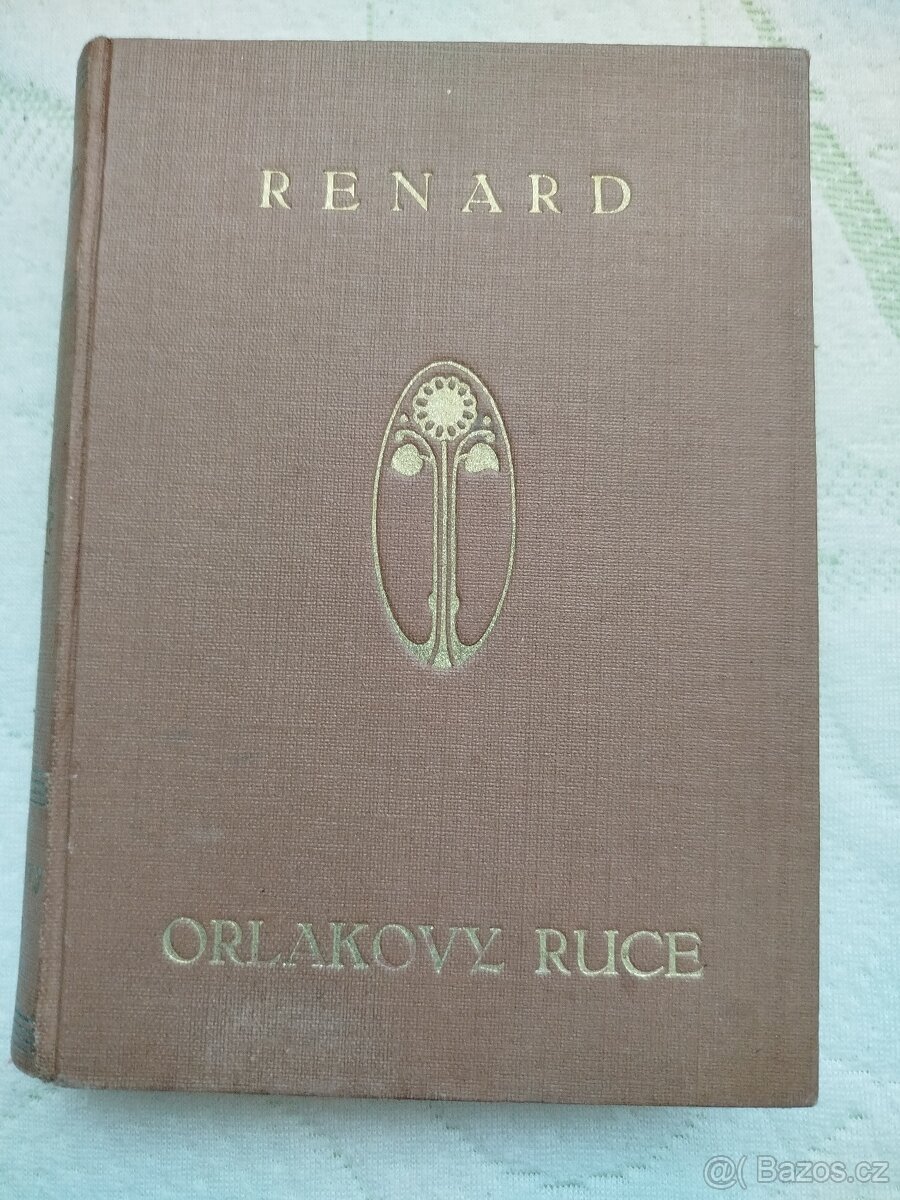 RENARD
ORLAKOVY RUCE
@( Bazos.cz